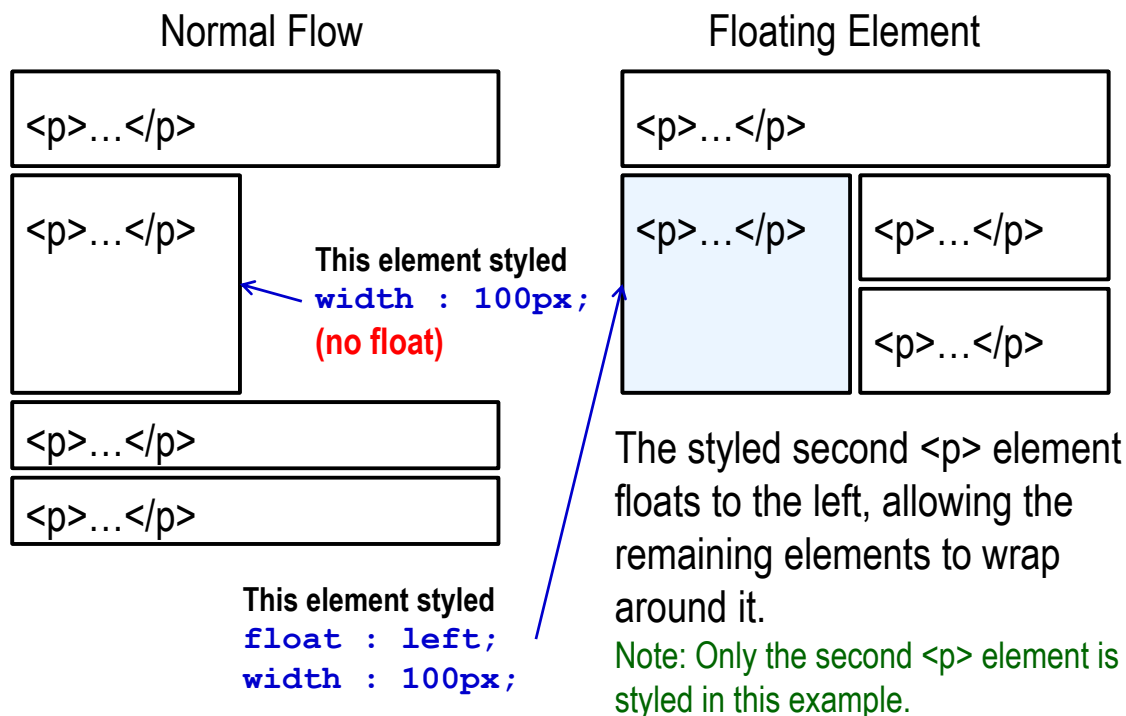 Normal Flow
<p>…</p>
<p>…</p>
This element styled
width : 100px;
(no float)
<p>…</p>
<p>…</p>
This element styled
float : left;
width : 100px;
Floating Element
<p>…</p>
<p>…</p>
<p>…</p>
<p>…</p>
The styled second <p> element
floats to the left, allowing the
remaining elements to wrap
around it.
Note: Only the second <p> element is
styled in this example.